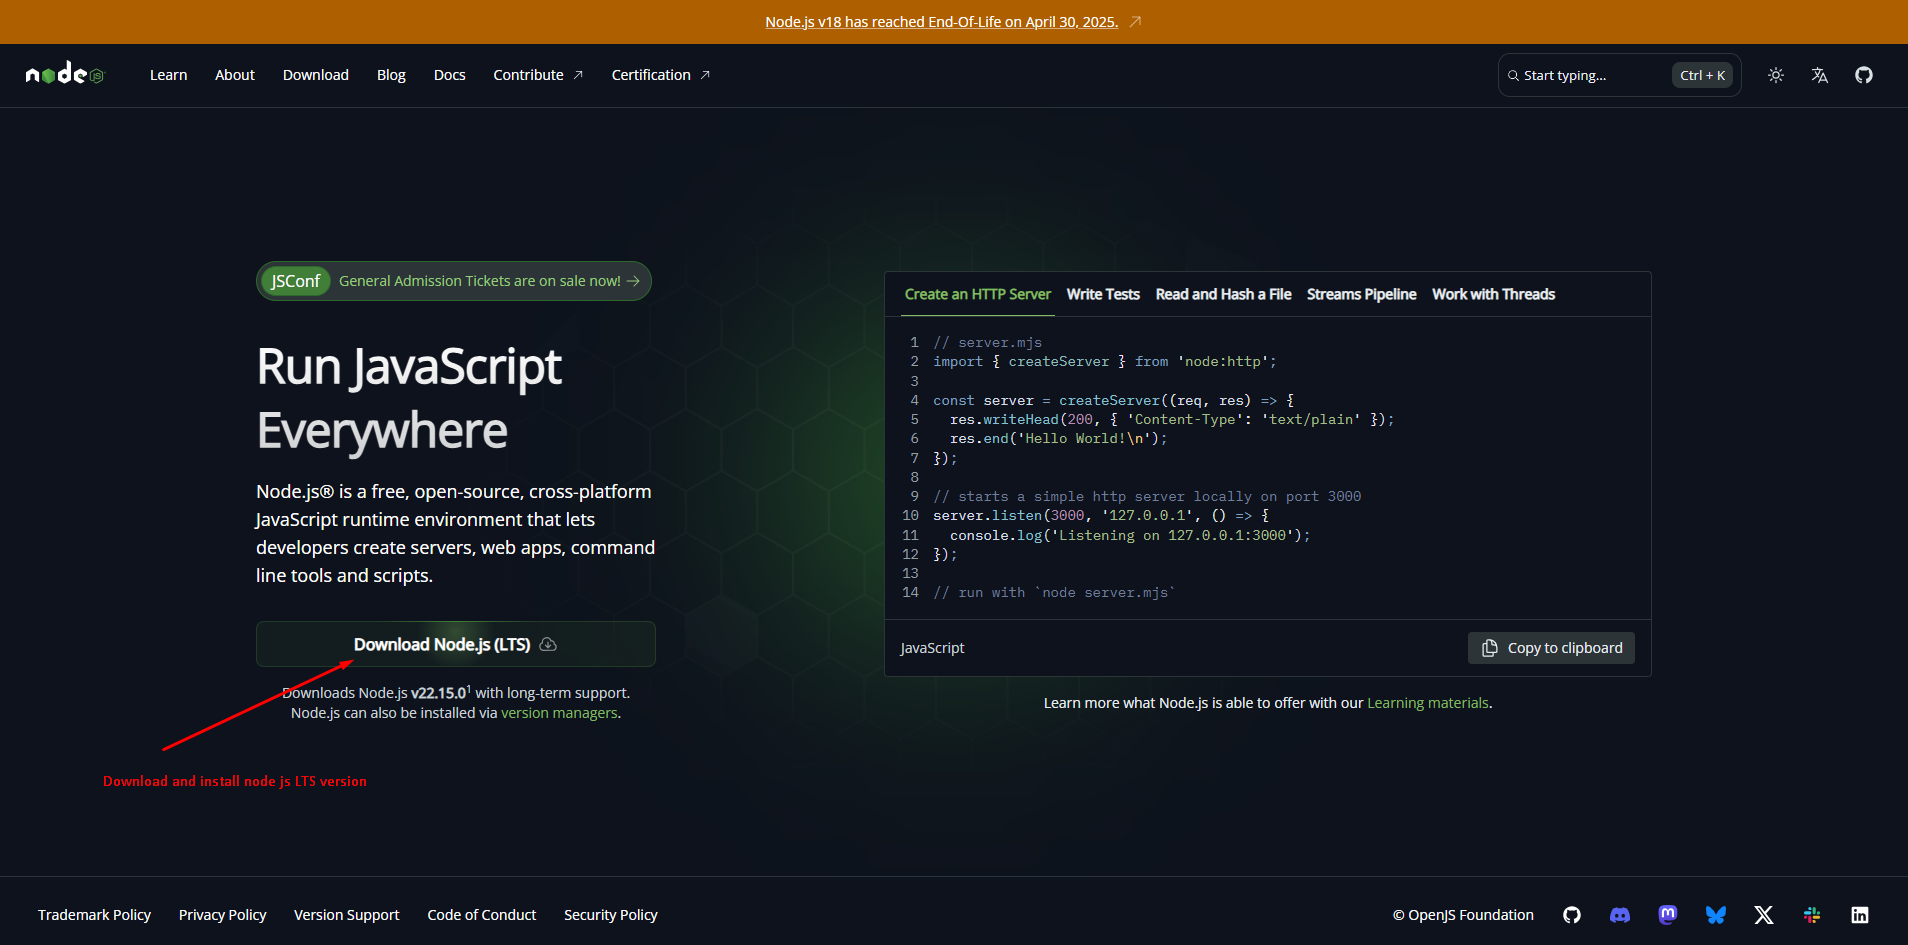 Node.js v18 has reached End-Of-Life on April 30, 2025.
node JS
Learn About Download Blog Docs Contribute Certification
Start typing... Ctrl + K
JSConf General Admission Tickets are on sale now!
Run JavaScript
Everywhere
Node.js® is a free, open-source, cross-platform
JavaScript runtime environment that lets
developers create servers, web apps, command
line tools and scripts.
Download Node.js (LTS)
Downloads Node.js v22.15.0¹ with long-term support.
Node.js can also be installed via version managers.
Download and install node js LTS version
Create an HTTP Server Write Tests Read and Hash a File Streams Pipeline Work with Threads
1 // server.mjs
2 import { createServer } from 'node:http';
3
4 const server = createServer((req, res) => {
5 res.writeHead(200, { 'Content-Type': 'text/plain' });
6 res.end('Hello World!\n');
7 });
8
9 // starts a simple http server locally on port 3000
10 server.listen(3000, '127.0.0.1', () => {
11 console.log('Listening on 127.0.0.1:3000');
12 });
13
14 // run with `node server.mjs`
JavaScript Copy to clipboard
Learn more what Node.js is able to offer with our Learning materials.
Trademark Policy Privacy Policy Version Support Code of Conduct Security Policy © OpenJS Foundation